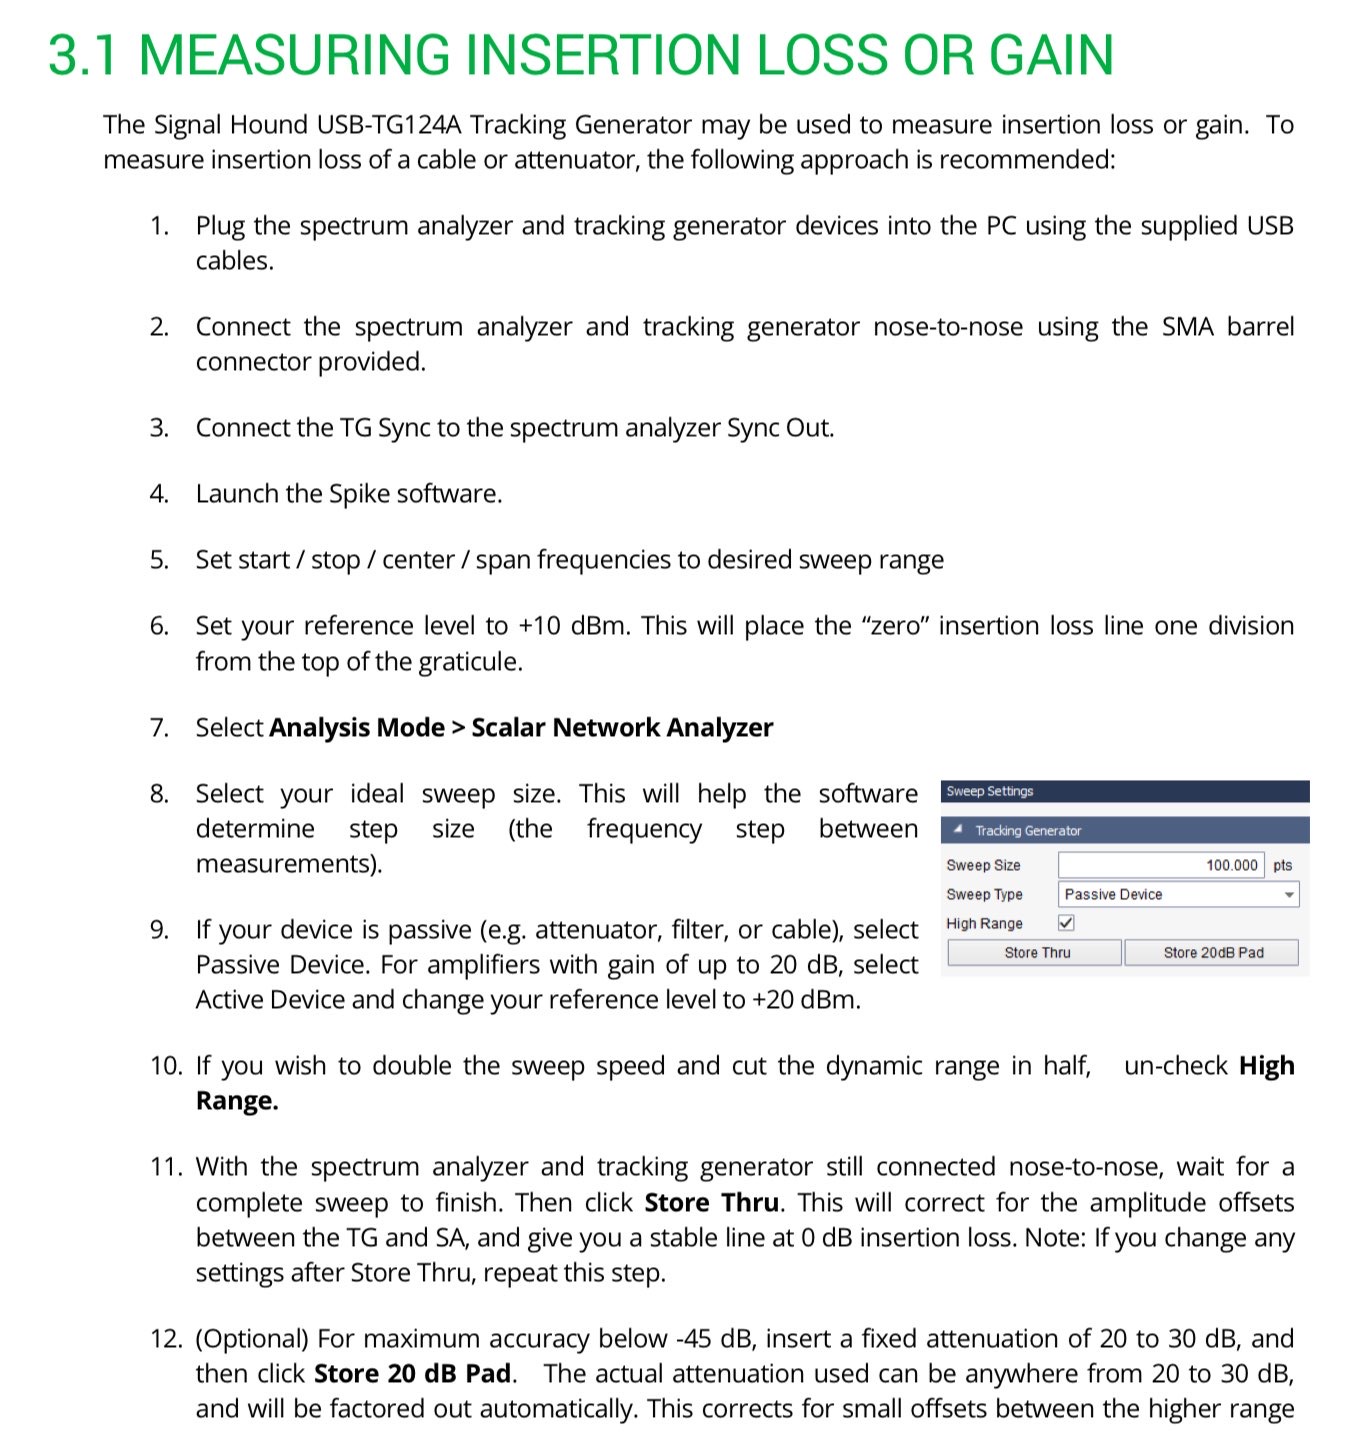 3.1 MEASURING INSERTION LOSS OR GAIN
The Signal Hound USB-TG124A Tracking Generator may be used to measure insertion loss or gain. To
measure insertion loss of a cable or attenuator, the following approach is recommended:
1. Plug the spectrum analyzer and tracking generator devices into the PC using the supplied USB
cables.
2. Connect the spectrum analyzer and tracking generator nose-to-nose using the SMA barrel
connector provided.
3. Connect the TG Sync to the spectrum analyzer Sync Out.
4. Launch the Spike software.
5. Set start / stop / center / span frequencies to desired sweep range
6. Set your reference level to +10 dBm. This will place the “zero” insertion loss line one division
from the top of the graticule.
7. Select Analysis Mode > Scalar Network Analyzer
8. Select your ideal sweep size. This will help the software
determine step size (the frequency step between
measurements).
9. If your device is passive (e.g. attenuator, filter, or cable), select
Passive Device. For amplifiers with gain of up to 20 dB, select
Active Device and change your reference level to +20 dBm.
Sweep Settings
Tracking Generator
Sweep Size 100.000 pts
Sweep Type Passive Device
High Range
Store Thru Store 20dB Pad
10. If you wish to double the sweep speed and cut the dynamic range in half, un-check High
Range.
11. With the spectrum analyzer and tracking generator still connected nose-to-nose, wait for a
complete sweep to finish. Then click Store Thru. This will correct for the amplitude offsets
between the TG and SA, and give you a stable line at 0 dB insertion loss. Note: If you change any
settings after Store Thru, repeat this step.
12. (Optional) For maximum accuracy below -45 dB, insert a fixed attenuation of 20 to 30 dB, and
then click Store 20 dB Pad. The actual attenuation used can be anywhere from 20 to 30 dB,
and will be factored out automatically. This corrects for small offsets between the higher range